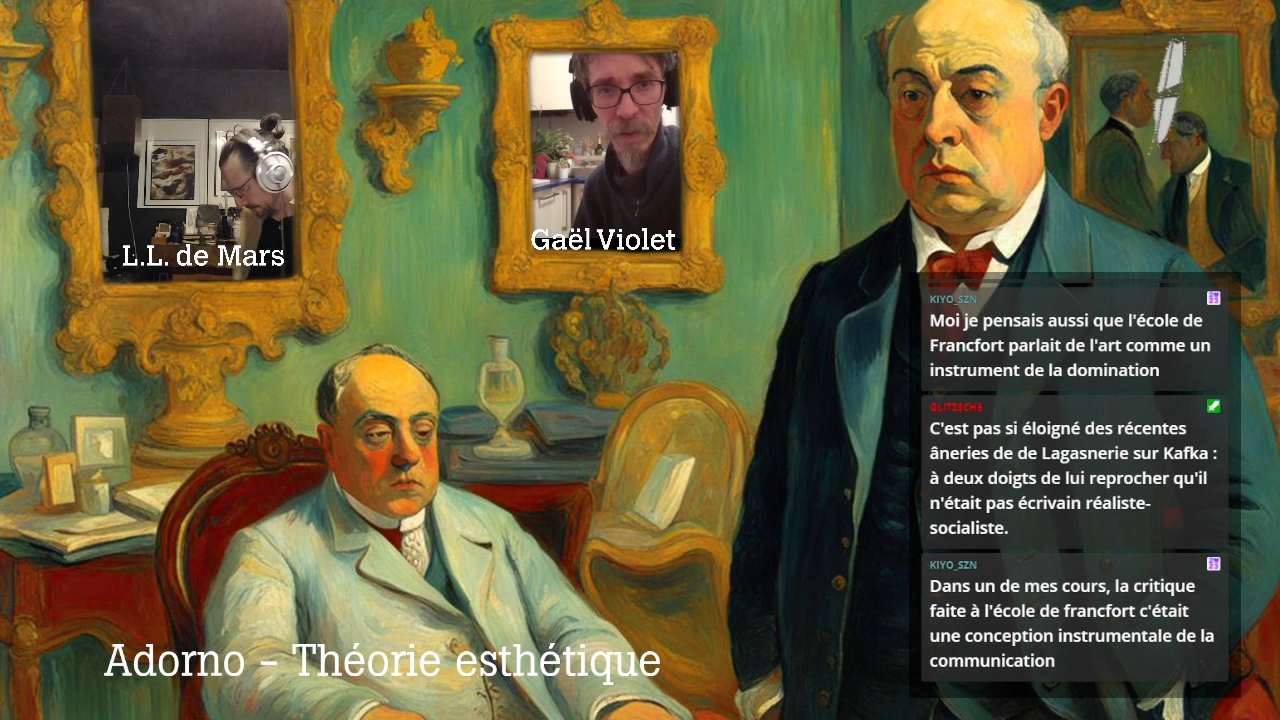 L.L. de Mars
Gaël Violet
KIYO_SZN
Moi je pensais aussi que l'école de
Francfort parlait de l'art comme un
instrument de la domination
GLITZSCHE
C'est pas si éloigné des récentes
âneries de de Lagasnerie sur Kafka :
à deux doigts de lui reprocher qu'il
n'était pas écrivain réaliste-
socialiste.
KIYO_SZN
Dans un de mes cours, la critique
faite à l'école de francfort c'était
une conception instrumentale de la
communication
Adorno – Théorie esthétique